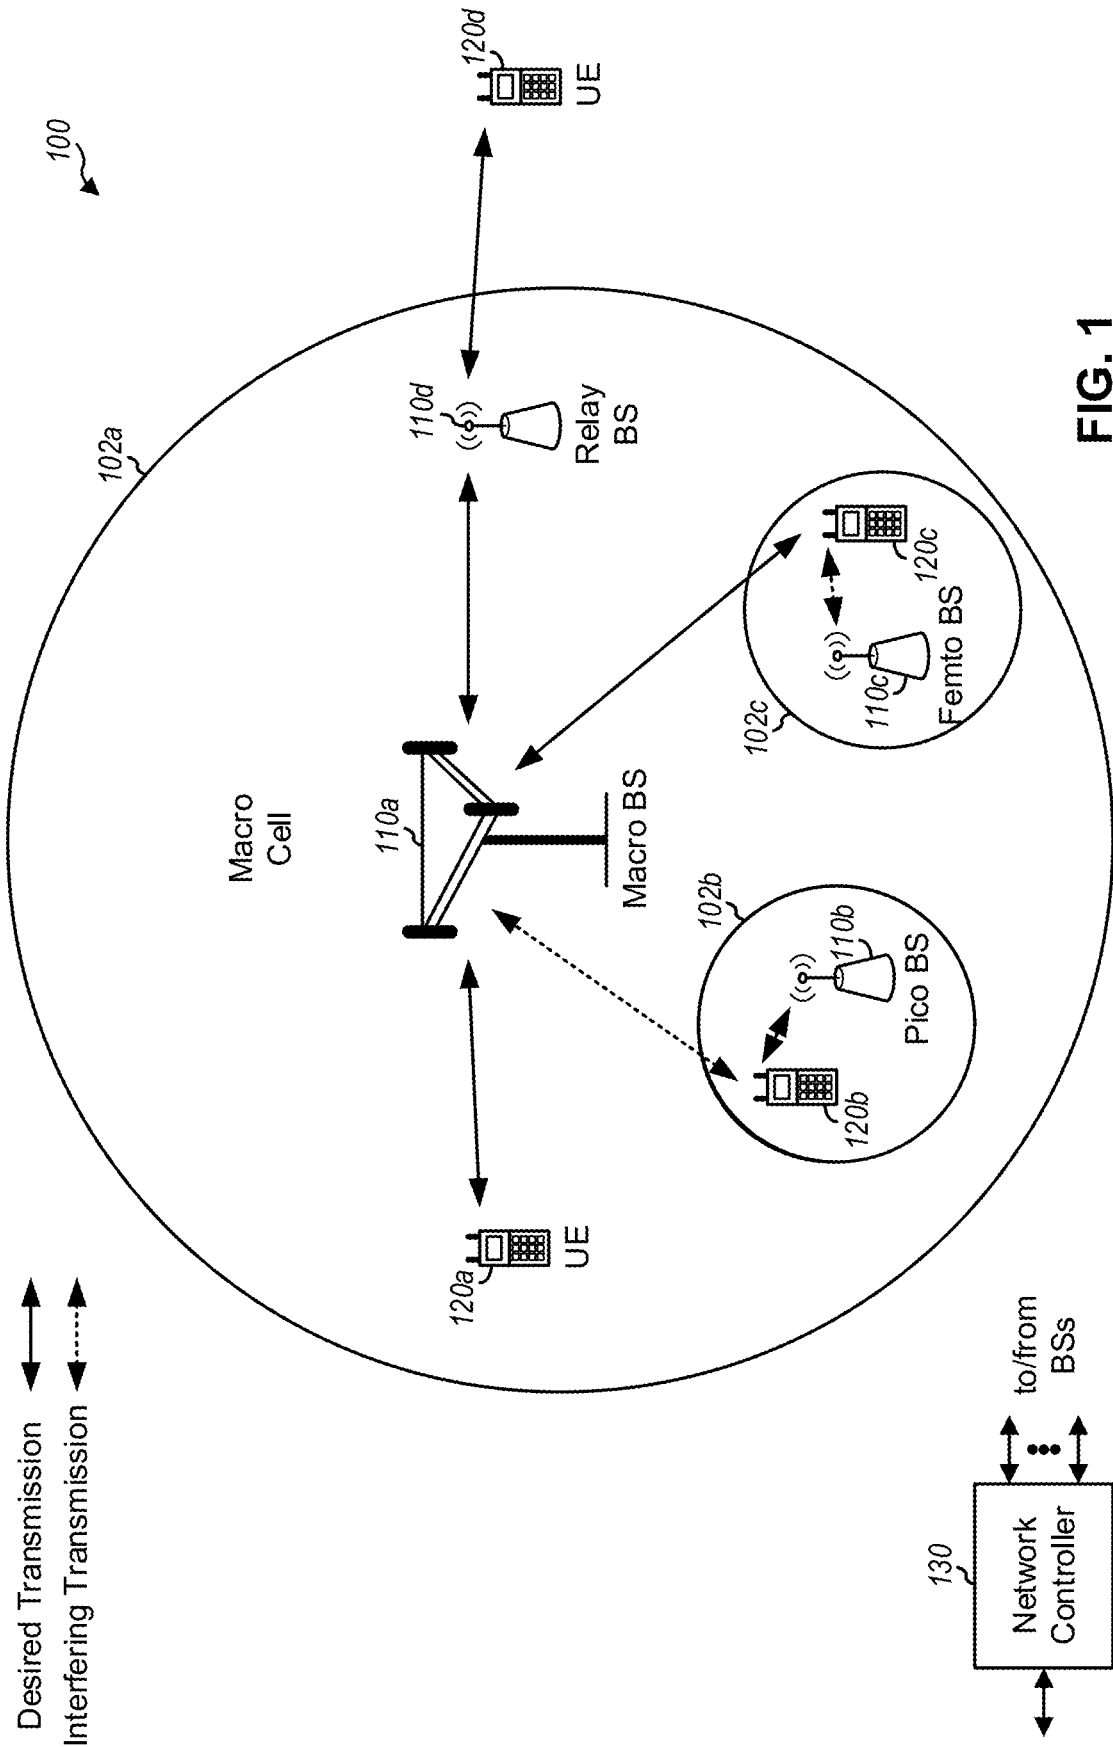 Desired Transmission
Interfering Transmission
100
102a
Macro
Cell
110a
Macro BS
120a
UE
110d
Relay
BS
120d
UE
102b
110b
Pico BS
120b
102c
110c
Femto BS
120c
130
Network
Controller
to/from
BSs
FIG. 1